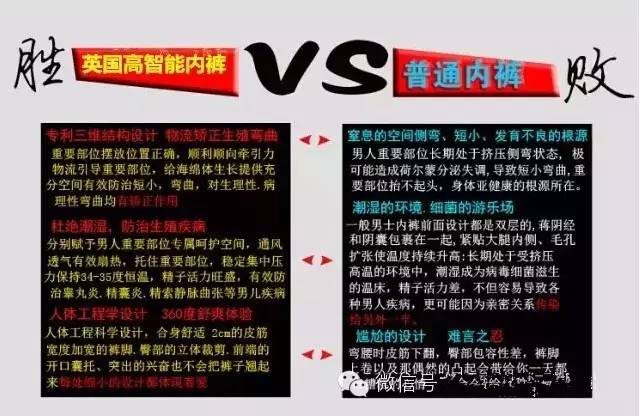 胜 英国高智能内裤 VS 普通内裤 败
专利三维结构设计 物流矫正生殖弯曲
重要部位摆放位置正确，顺利顺向牵引力
物流引导重要部位，给海绵体生长提供充
分空间有效防治短小，弯曲，对生理性.病
理性弯曲均有矫正作用
杜绝潮湿，防治生殖疾病
分别赋予男人重要部位专属呵护空间，通风
透气有效扇热，托住重要部位，稳定集中压
力保持34-35度恒温，精子活力旺盛，有效防
治睾丸炎.精囊炎.精索静脉曲张等男儿疾病
人体工程学设计 360度舒爽体验
人体工程科学设计，合身舒适 2cm的皮筋
宽度加宽的裤脚.臀部的立体裁剪.前端的
开口囊托、突出的兴奋也不会把裤子翘起
来每处缩小的设计都体现着爱
窒息的空间侧弯、短小、发育不良的根源
男人重要部位长期处于挤压侧弯状态，极
可能造成荷尔蒙分泌失调,导致短小弯曲,重
要部位抬不起头，身体亚健康的根源所在。
潮湿的环境.细菌的游乐场
一般男士内裤前面设计都是双层的,蒋阴经
和阴囊包裹在一起,紧贴大腿内侧、毛孔
扩张使温度持续升高:长期处于受挤压
高温的环境中，潮湿成为病毒细菌滋生
的温床，精子活力差，不但容易导致各
种男人疾病，更可能因为亲密关系传染
给另外一半。
尴尬的设计 难言之忍
弯腰时皮筋下翻，臀部包容性差，裤脚
上卷以及那偶然的凸起会带给你一天都
微信号